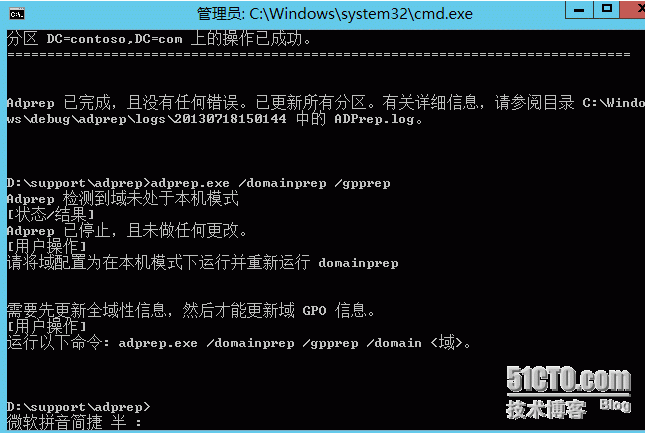 管理员: C:\Windows\system32\cmd.exe
分区 DC=contoso,DC=com 上的操作已成功。
==============================================================================
Adprep 已完成，且没有任何错误。已更新所有分区。有关详细信息，请参阅目录 C:\Windo
ws\debug\adprep\logs\20130718150144 中的 ADPrep.log。
D:\support\adprep>adprep.exe /domainprep /gpprep
Adprep 检测到域未处于本机模式
[状态/结果]
Adprep 已停止，且未做任何更改。
[用户操作]
请将域配置为在本机模式下运行并重新运行 domainprep
需要先更新全域性信息，然后才能更新域 GPO 信息。
[用户操作]
运行以下命令: adprep.exe /domainprep /gpprep /domain <域>。
D:\support\adprep>
微软拼音简捷 半 :
51CTO.com
技术博客 Blog